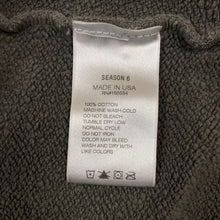 SEASON 6
MADE IN USA
100% COTTON
MACHINE WASH COLD
DO NOT BLEACH
TUMBLE DRY LOW
NORMAL CYCLE
DO NOT IRON
COLOR MAY BLEED
WASH AND DRY WITH
LIKE COLORS